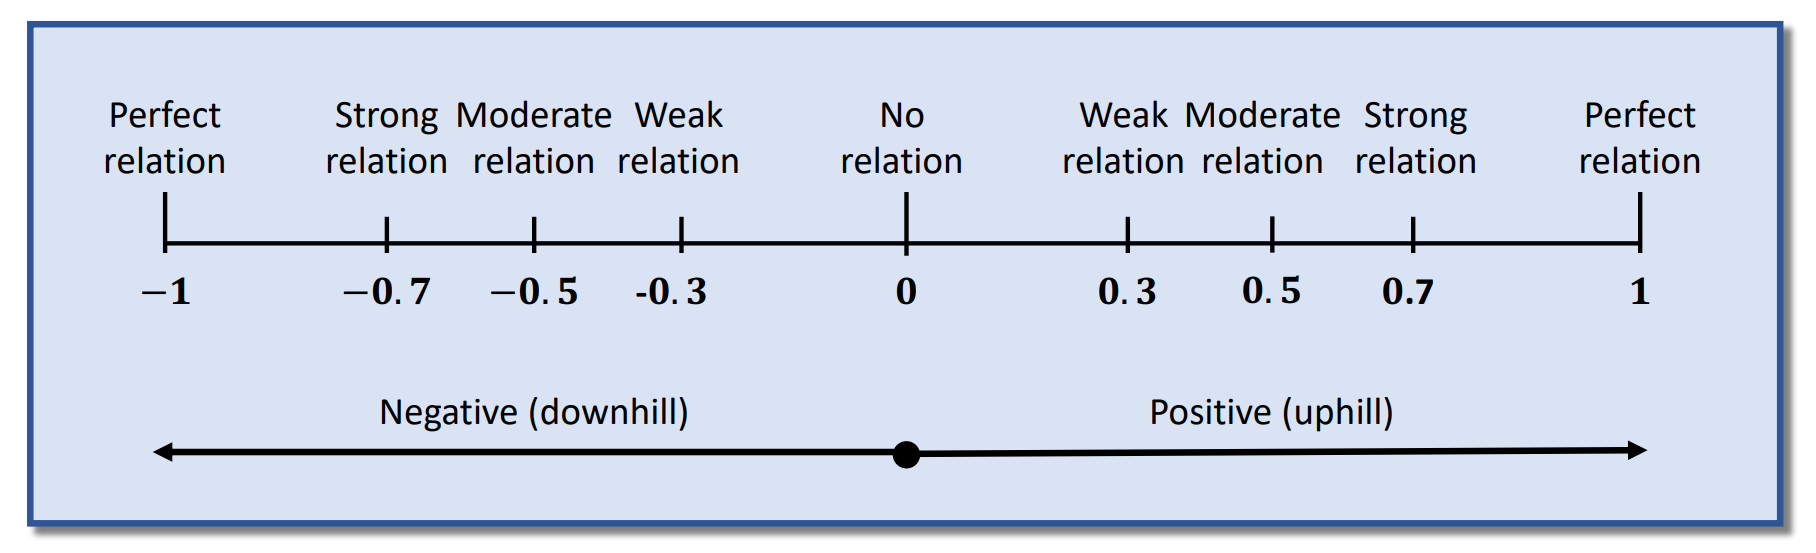 Perfect Strong Moderate Weak No Weak Moderate Strong Perfect
relation relation relation relation relation relation relation relation relation
−1 −0.7 −0.5 -0.3 0 0.3 0.5 0.7 1
Negative (downhill) Positive (uphill)